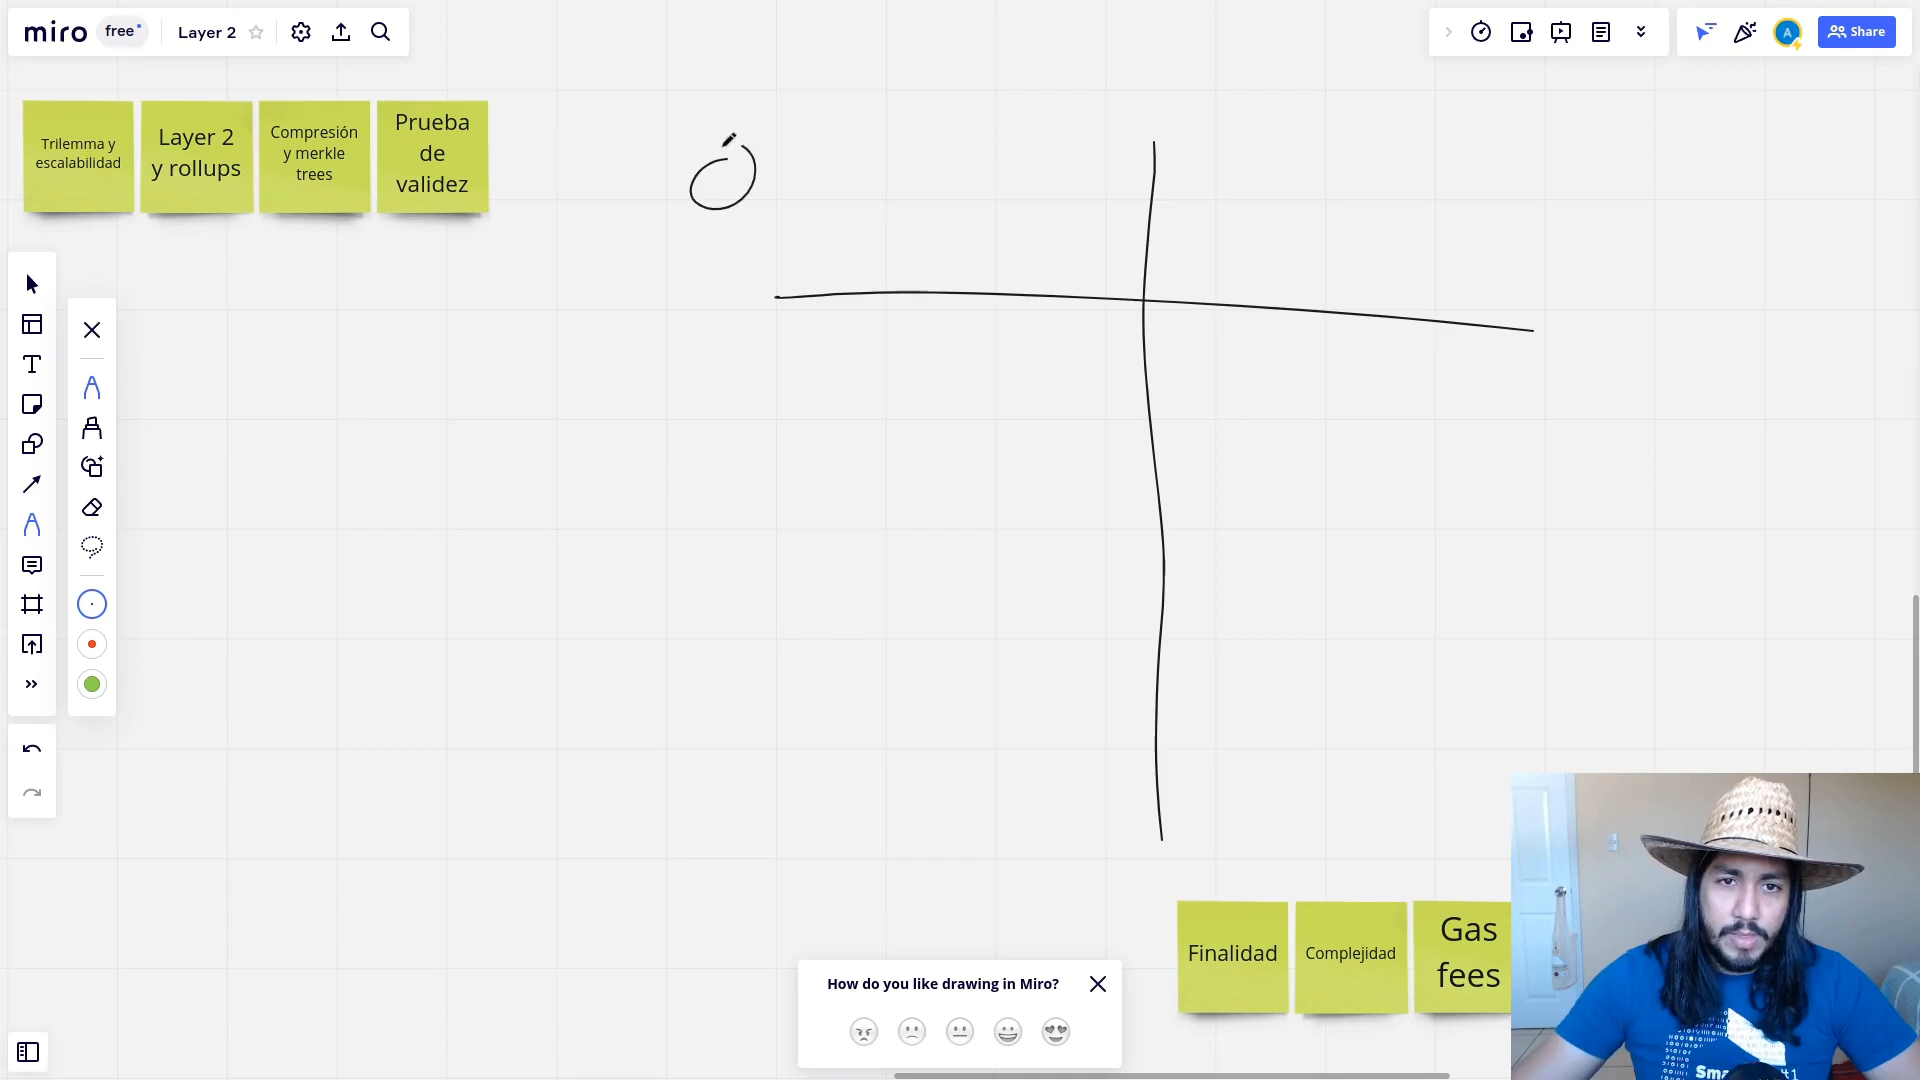 miro free Layer 2
Share
A
Trilemma y
escalabilidad
Layer 2
y rollups
Compresión
y merkle
trees
Prueba
de
validez
Finalidad
Complejidad
Gas
fees
How do you like drawing in Miro?